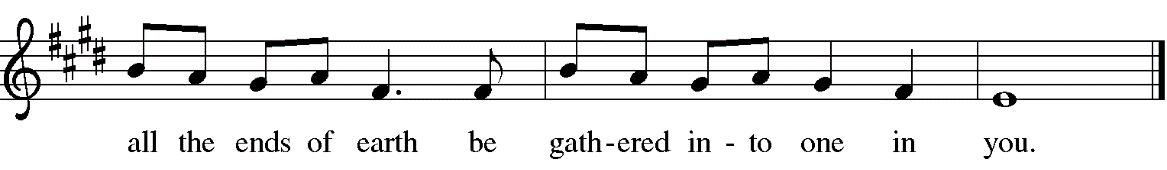 all the ends of earth be gath-ered in - to one in you.